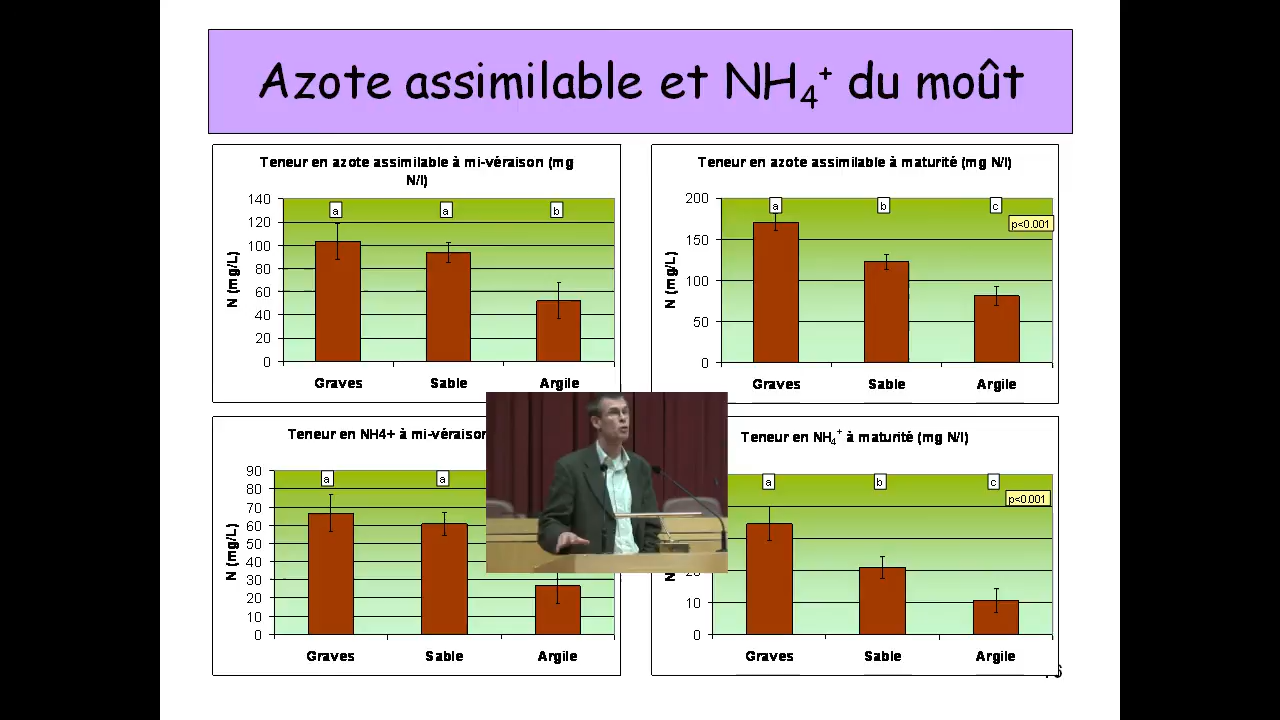 Azote assimilable et NH₄⁺ du moût
Teneur en azote assimilable à mi-véraison (mg
N/l)
N (mg/L)
140
120
100
80
60
40
20
0
a
a
b
Graves
Sable
Argile
Teneur en azote assimilable à maturité (mg N/l)
N (mg/L)
200
150
100
50
0
a
b
c
p<0.001
Graves
Sable
Argile
Teneur en NH4+ à mi-véraison
N (mg/L)
90
80
70
60
50
40
30
20
10
0
a
a
Graves
Sable
Argile
Teneur en NH₄⁺ à maturité (mg N/l)
N
20
10
0
a
b
c
p<0.001
Graves
Sable
Argile